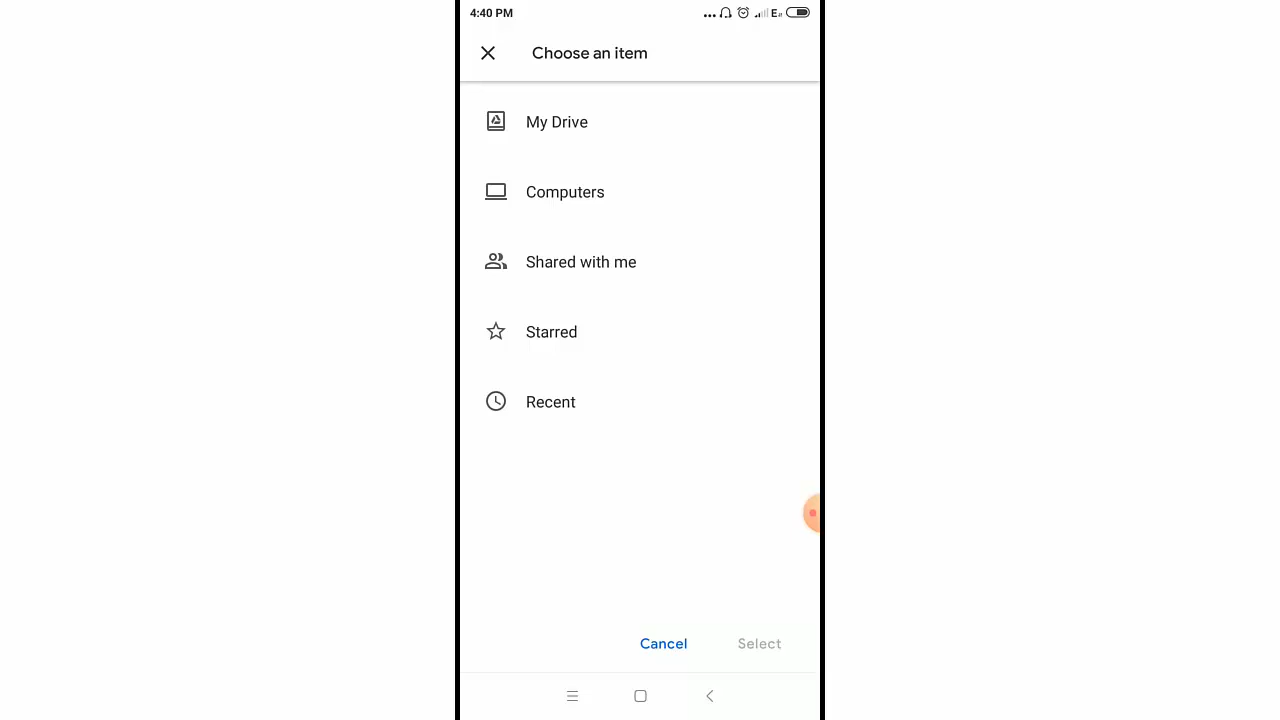 4:40 PM
Choose an item
My Drive
Computers
Shared with me
Starred
Recent
Cancel Select